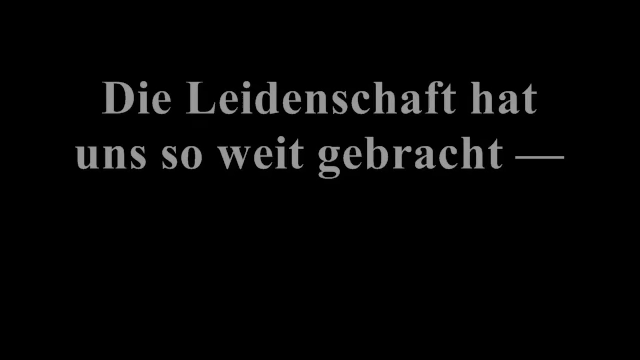 Die Leidenschaft hat
uns so weit gebracht —